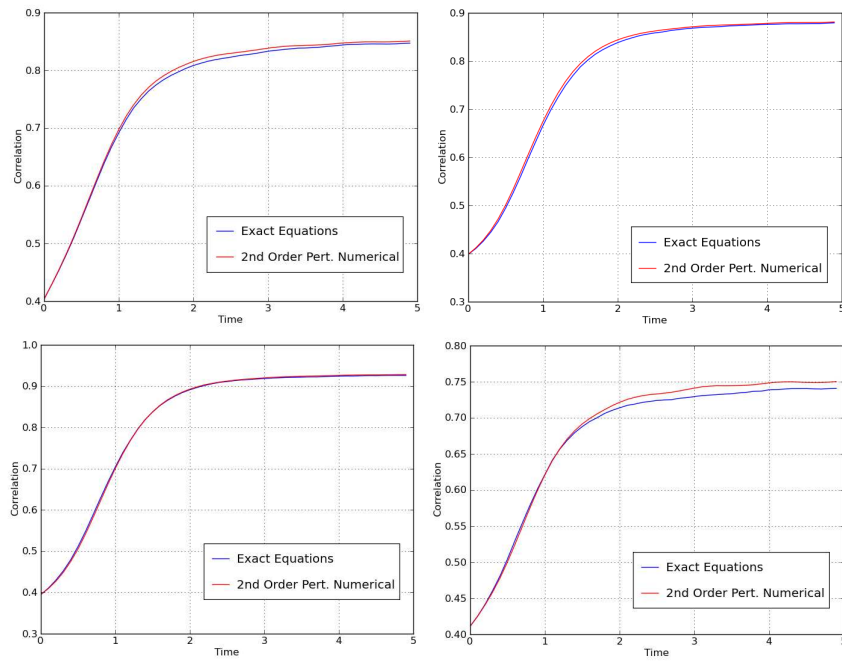 0.9
0.8
0.7
0.6
0.5
0.4
Correlation
0 1 2 3 4 5
Time
Exact Equations
2nd Order Pert. Numerical
0.9
0.8
0.7
0.6
0.5
0.4
0.3
Correlation
0 1 2 3 4 5
Time
Exact Equations
2nd Order Pert. Numerical
1.0
0.9
0.8
0.7
0.6
0.5
0.4
0.3
Correlation
0 1 2 3 4 5
Time
Exact Equations
2nd Order Pert. Numerical
0.80
0.75
0.70
0.65
0.60
0.55
0.50
0.45
0.40
Correlation
0 1 2 3 4
Time
Exact Equations
2nd Order Pert. Numerical